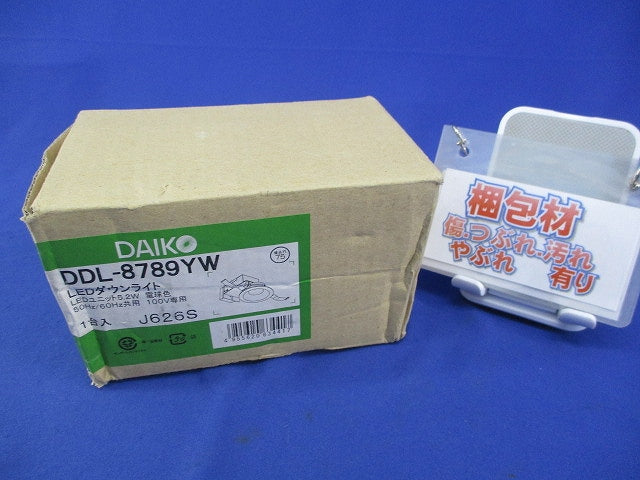 DAIKO
DDL-8789YW
LEDダウンライト
LEDユニット5.2W 電球色
50Hz/60Hz共用 100V専用
1台入 J626S
75
梱包材
傷.つぶれ.汚れ
やぶれ 有り